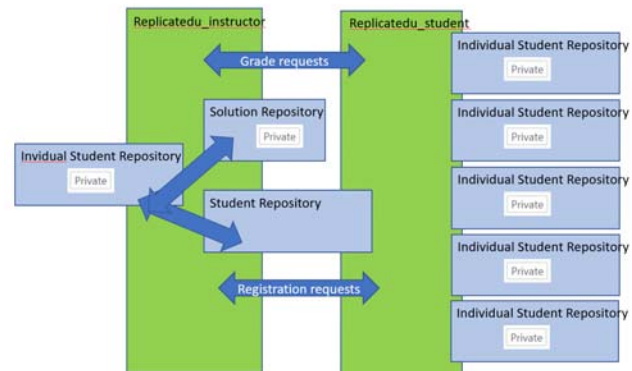 Replicatedu_instructor
Replicatedu_student
Individual Student Repository
Private
Grade requests
Solution Repository
Private
Individual Student Repository
Private
Invidual Student Repository
Private
Student Repository
Individual Student Repository
Private
Registration requests
Individual Student Repository
Private
Individual Student Repository
Private